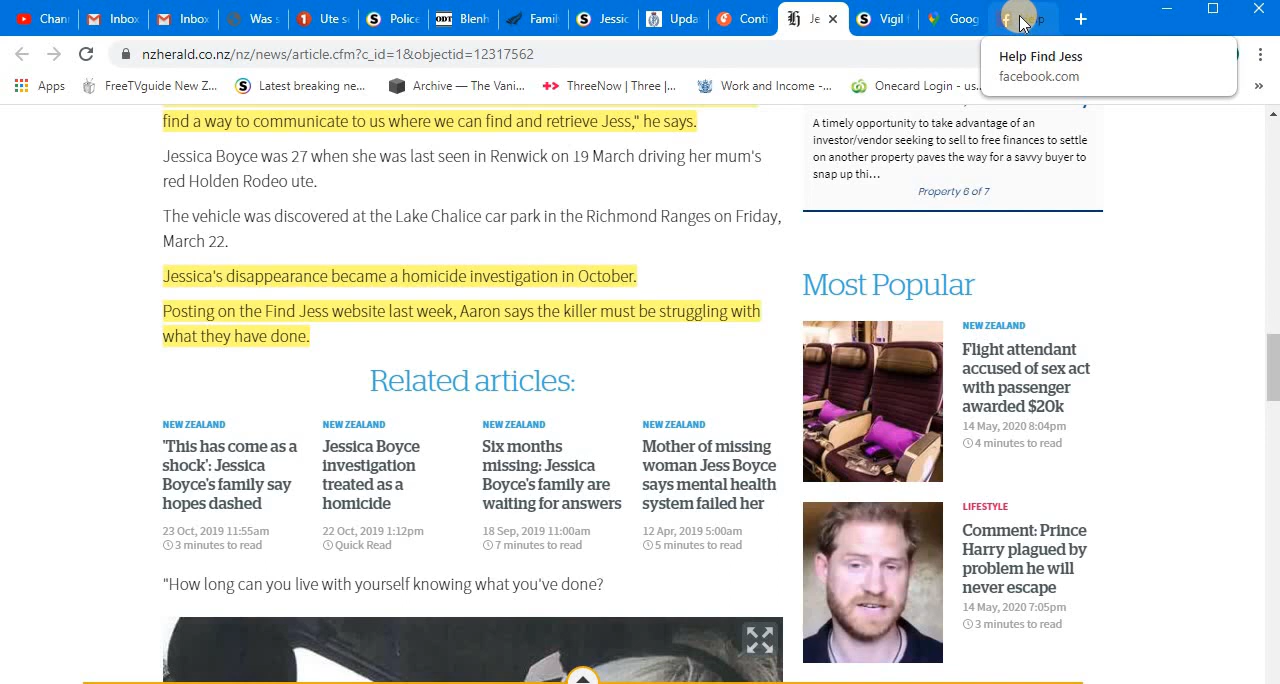 Chan
Inbo
Inbox
Was s
Ute s
Police
ODT
Blenh
Famil
Jessic
Upda
Conti
Je
Vigil
Goog
nzherald.co.nz/nz/news/article.cfm?c_id=1&objectid=12317562
Help Find Jess
facebook.com
Apps
FreeTVguide New Z...
Latest breaking ne...
Archive — The Vani...
ThreeNow | Three |...
Work and Income -...
Onecard Login - us...
»
find a way to communicate to us where we can find and retrieve Jess," he says.
Jessica Boyce was 27 when she was last seen in Renwick on 19 March driving her mum's
red Holden Rodeo ute.
The vehicle was discovered at the Lake Chalice car park in the Richmond Ranges on Friday,
March 22.
Jessica's disappearance became a homicide investigation in October.
Posting on the Find Jess website last week, Aaron says the killer must be struggling with
what they have done.
Related articles:
NEW ZEALAND
'This has come as a
shock': Jessica
Boyce's family say
hopes dashed
23 Oct, 2019 11:55am
3 minutes to read
NEW ZEALAND
Jessica Boyce
investigation
treated as a
homicide
22 Oct, 2019 1:12pm
Quick Read
NEW ZEALAND
Six months
missing: Jessica
Boyce's family are
waiting for answers
18 Sep, 2019 11:00am
7 minutes to read
NEW ZEALAND
Mother of missing
woman Jess Boyce
says mental health
system failed her
12 Apr, 2019 5:00am
5 minutes to read
"How long can you live with yourself knowing what you've done?
A timely opportunity to take advantage of an
investor/vendor seeking to sell to free finances to settle
on another property paves the way for a savvy buyer to
snap up thi...
Property 6 of 7
Most Popular
NEW ZEALAND
Flight attendant
accused of sex act
with passenger
awarded $20k
14 May, 2020 8:04pm
4 minutes to read
LIFESTYLE
Comment: Prince
Harry plagued by
problem he will
never escape
14 May, 2020 7:05pm
3 minutes to read